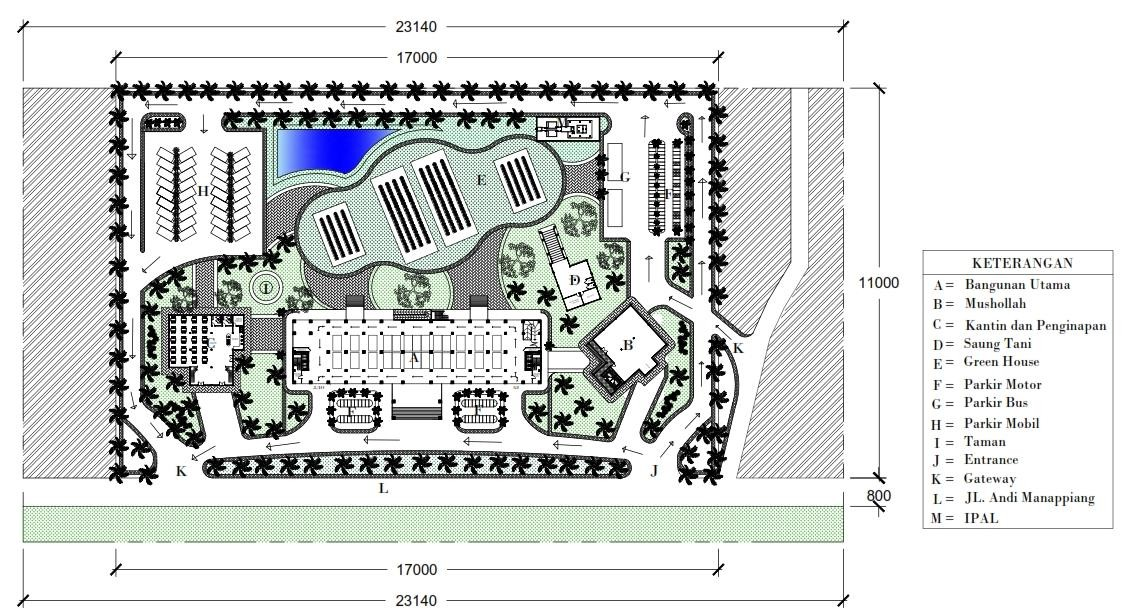 23140
17000
H
E
G
F
I
D
11000
K
C
A
B
F
F
K
J
L
800
17000
23140
KETERANGAN
A = Bangunan Utama
B = Mushollah
C = Kantin dan Penginapan
D = Saung Tani
E = Green House
F = Parkir Motor
G = Parkir Bus
H = Parkir Mobil
I = Taman
J = Entrance
K = Gateway
L = JL. Andi Manappiang
M = IPAL